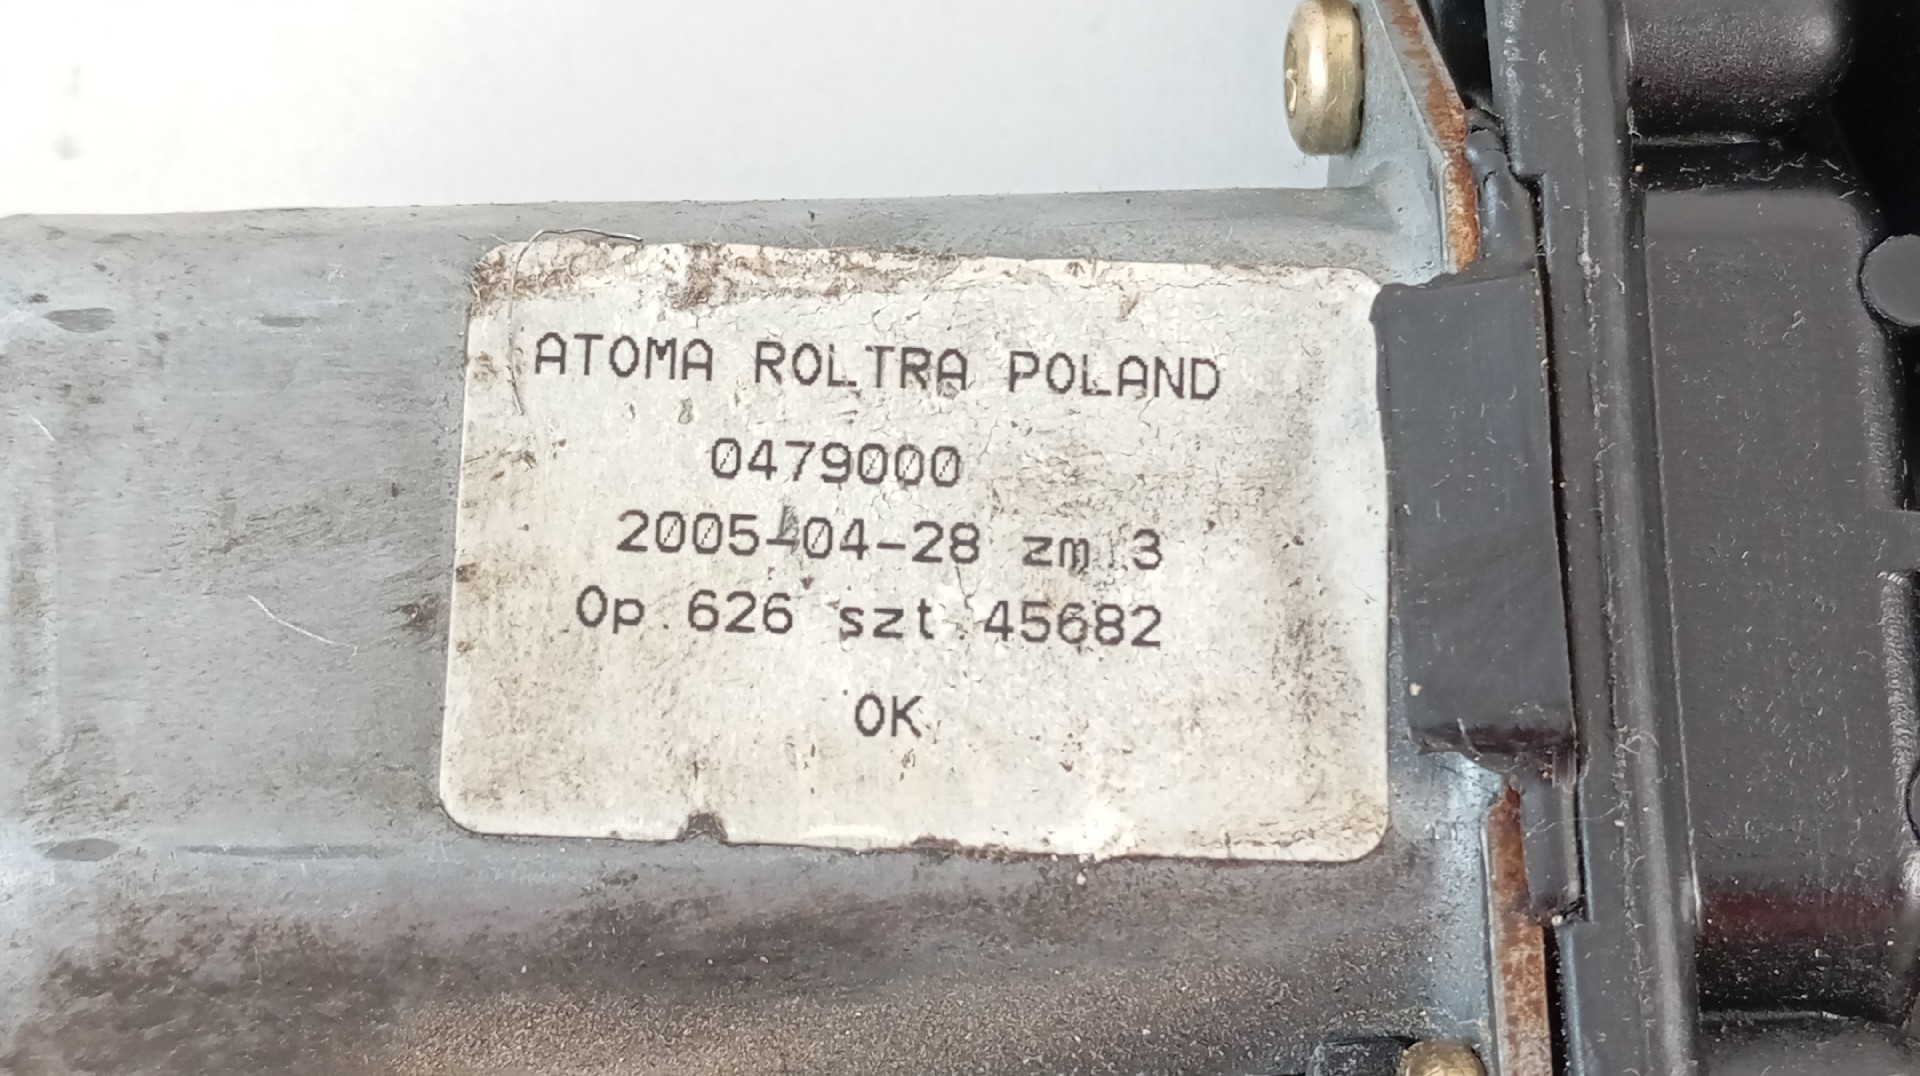 ATOMA ROLTRA POLAND
0479000
2005-04-28 zm.3
Op.626 szt.45682
OK